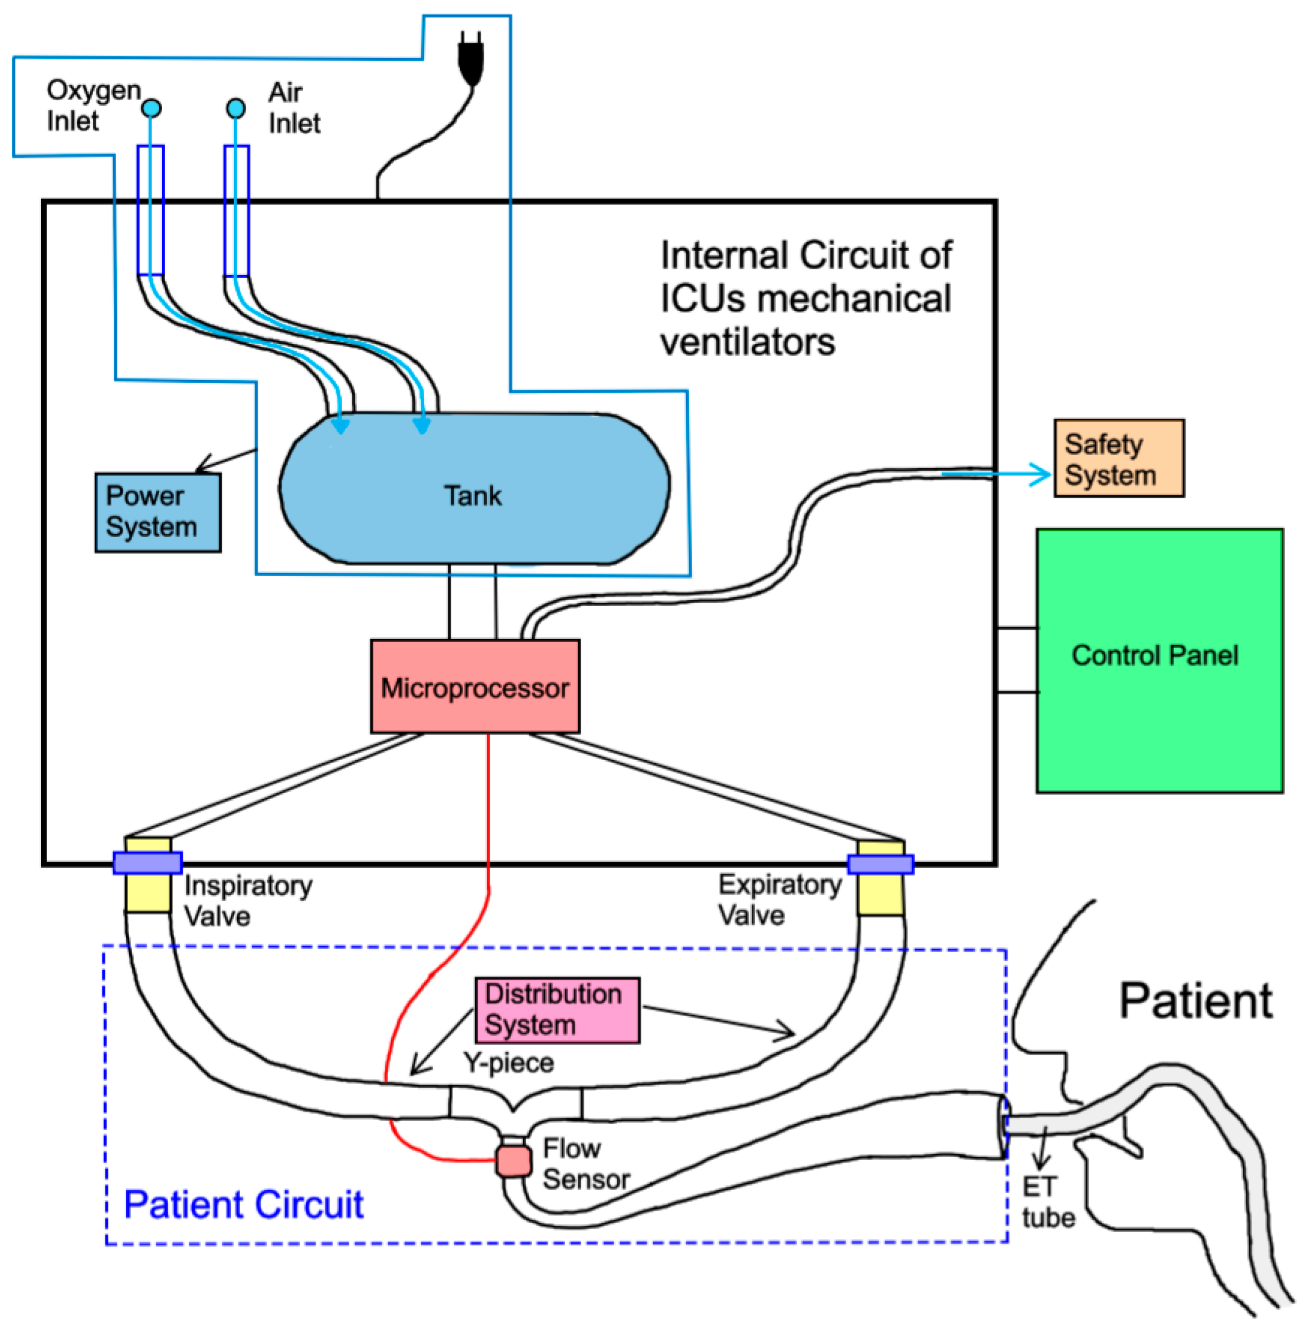 Oxygen
Inlet
Air
Inlet
Internal Circuit of
ICUs mechanical
ventilators
Safety
System
Power
System
Tank
Control Panel
Microprocessor
Inspiratory
Valve
Expiratory
Valve
Distribution
System
Patient
Y-piece
Flow
Sensor
ET
tube
Patient Circuit